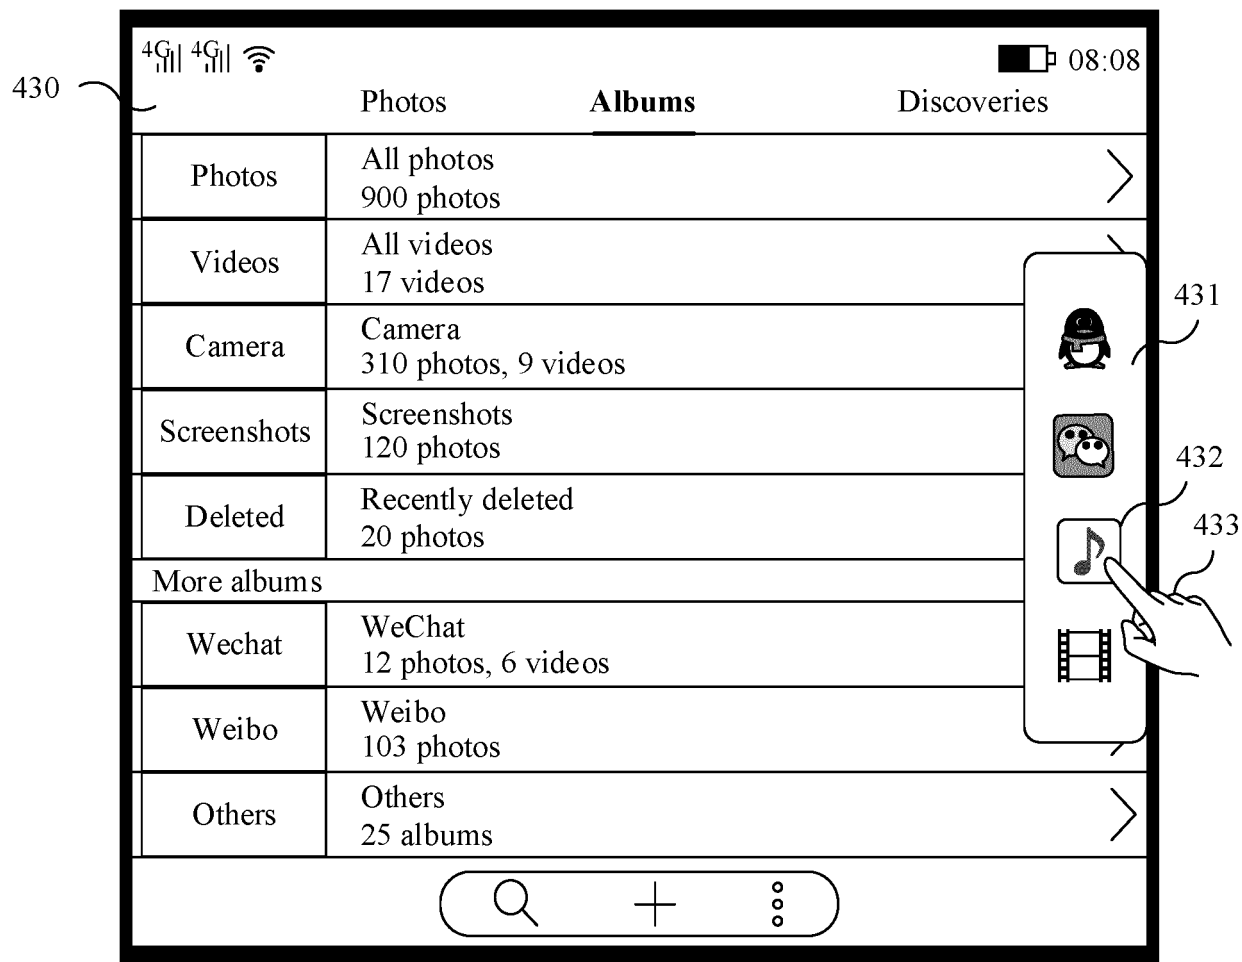 4G 4G 08:08
430
Photos Albums Discoveries
Photos
All photos
900 photos
Videos
All videos
17 videos
431
Camera
Camera
310 photos, 9 videos
Screenshots
Screenshots
120 photos
432
Deleted
Recently deleted
20 photos
433
More albums
Wechat
WeChat
12 photos, 6 videos
Weibo
Weibo
103 photos
Others
Others
25 albums